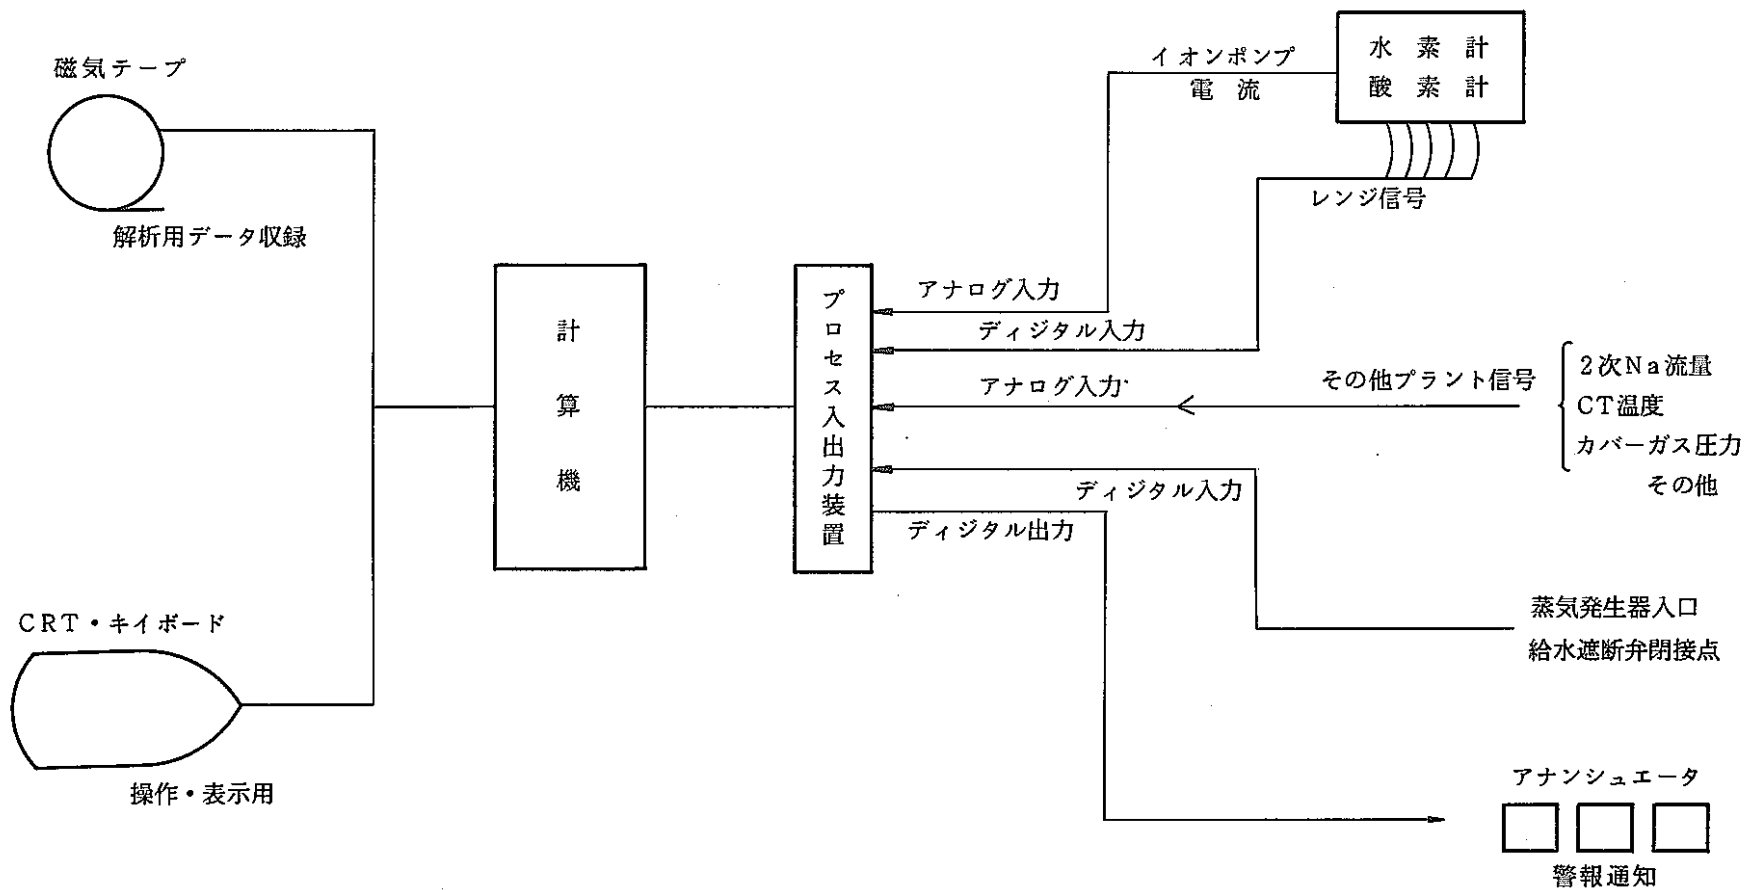 磁気テープ
解析用データ収録
CRT・キイボード
操作・表示用
計算機
プロセス入出力装置
イオンポンプ
電流
水素計
酸素計
レンジ信号
アナログ入力
ディジタル入力
アナログ入力
その他プラント信号
2次Na流量
CT温度
カバーガス圧力
その他
ディジタル入力
ディジタル出力
蒸気発生器入口
給水遮断弁閉接点
アナンシュエータ
警報通知